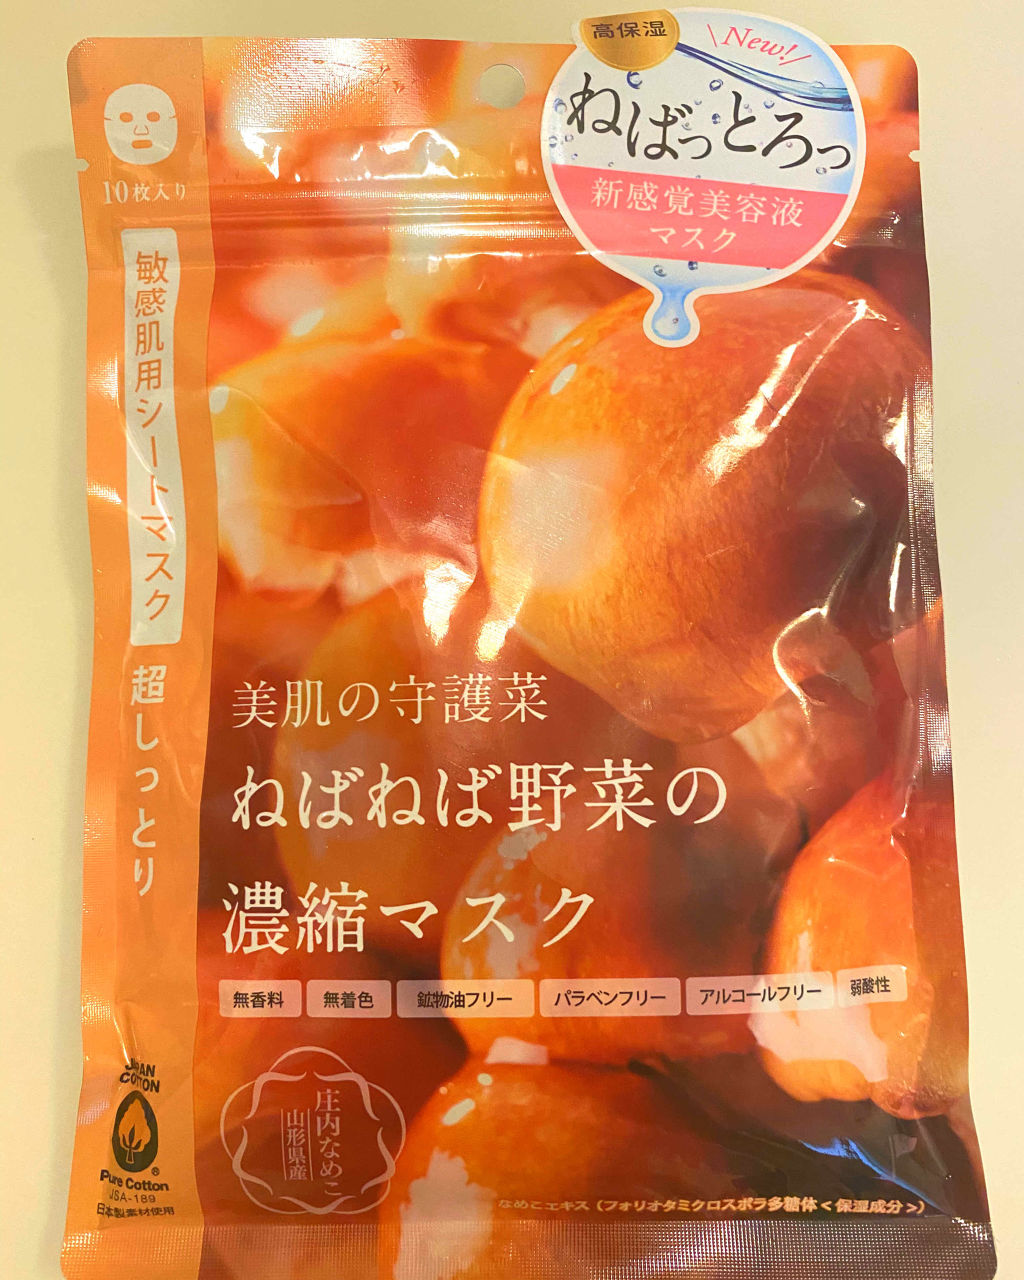 高保湿
New!
ねばっとろっ
新感覚美容液
マスク
10枚入り
敏感肌用シートマスク
超しっとり
美肌の守護菜
ねばねば野菜の
濃縮マスク
無香料 無着色 鉱物油フリー パラベンフリー アルコールフリー 弱酸性
庄内なめこ
山形県産
JAPAN
COTTON
®
Pure Cotton
JSA-189
日本製素材使用
なめこエキス（フォリオタミクロスポラ多糖体<保湿成分>）